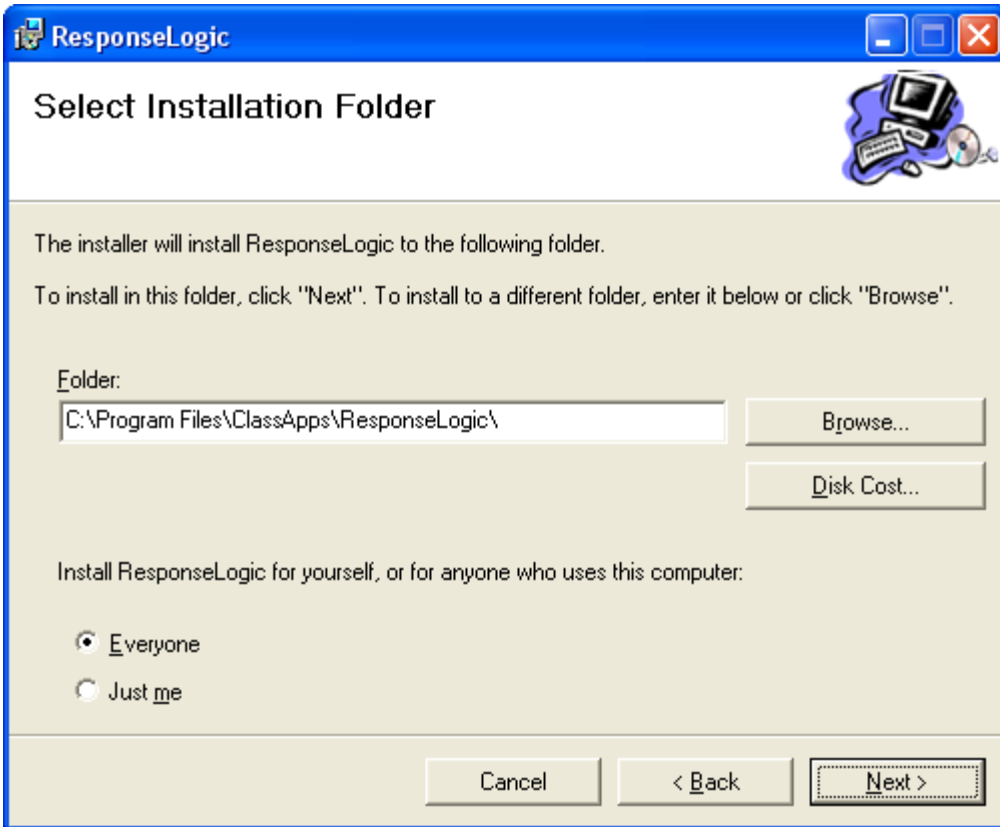 ResponseLogic
Select Installation Folder
The installer will install ResponseLogic to the following folder.
To install in this folder, click "Next". To install to a different folder, enter it below or click "Browse".
Folder:
C:\Program Files\ClassApps\ResponseLogic\
Browse...
Disk Cost...
Install ResponseLogic for yourself, or for anyone who uses this computer:
Everyone
Just me
Cancel
< Back
Next >